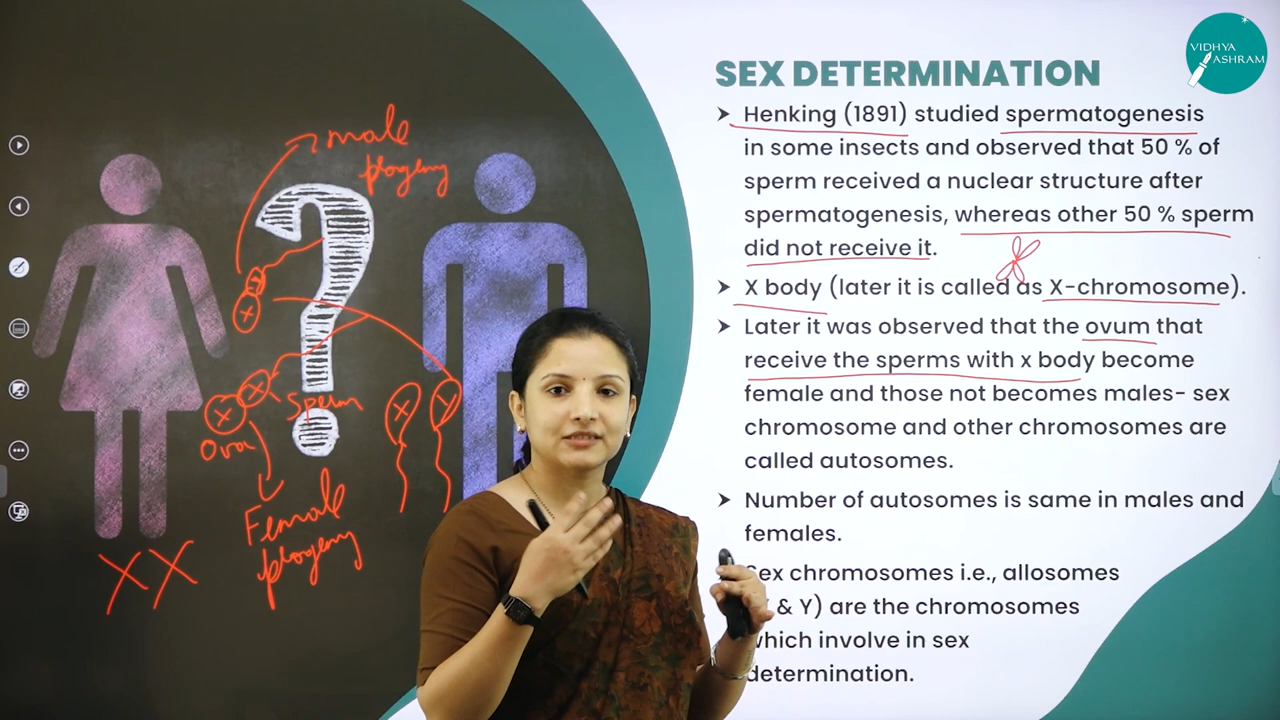 VIDHYA
ASHRAM
SEX DETERMINATION
➤ Henking (1891) studied spermatogenesis
in some insects and observed that 50 % of
sperm received a nuclear structure after
spermatogenesis, whereas other 50 % sperm
did not receive it.
➤ X body (later it is called as X-chromosome).
➤ Later it was observed that the ovum that
receive the sperms with x body become
female and those not becomes males- sex
chromosome and other chromosomes are
called autosomes.
➤ Number of autosomes is same in males and
females.
Sex chromosomes i.e., allosomes
& Y) are the chromosomes
which involve in sex
determination.
male
progeny
X
X X
Sperm
Ova
X Y
Female
progeny
XX